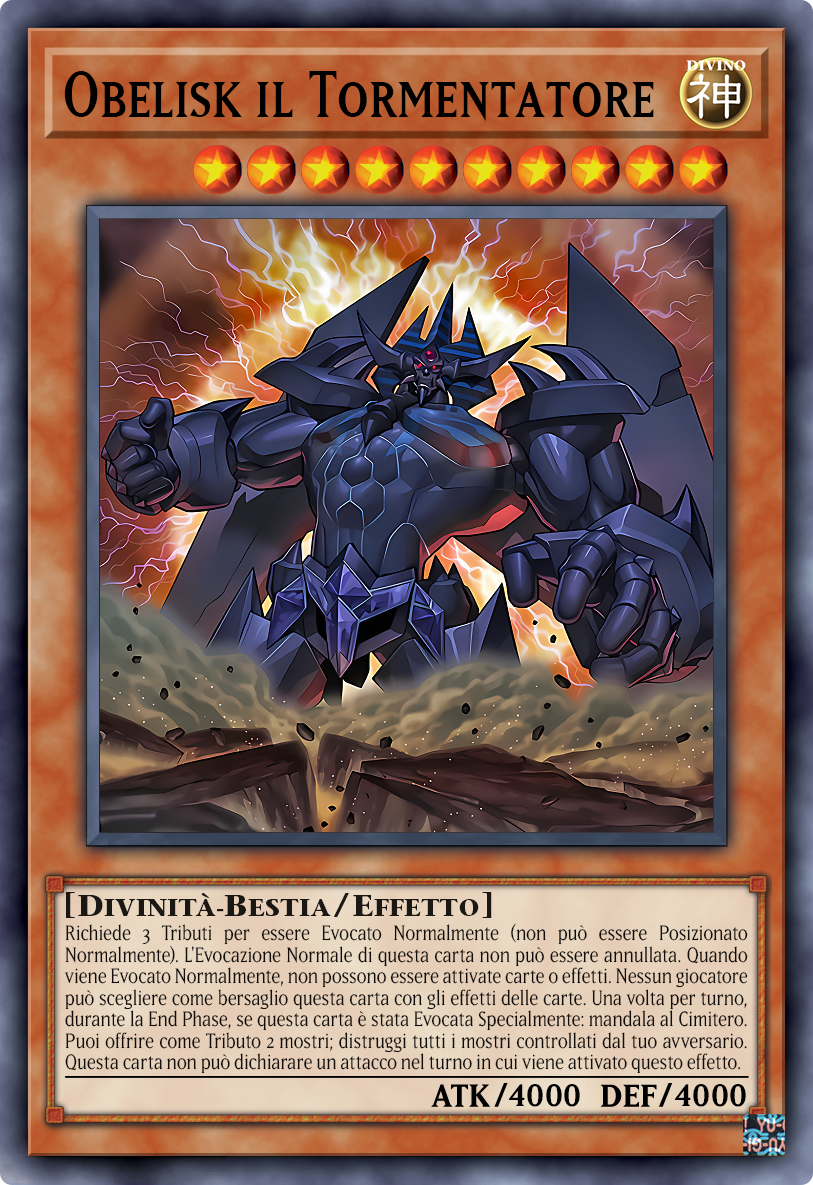 Obelisk il Tormentatore
DIVINO
神
[Divinità-Bestia/Effetto]
Richiede 3 Tributi per essere Evocato Normalmente (non può essere Posizionato
Normalmente). L'Evocazione Normale di questa carta non può essere annullata. Quando
viene Evocato Normalmente, non possono essere attivate carte o effetti. Nessun giocatore
può scegliere come bersaglio questa carta con gli effetti delle carte. Una volta per turno,
durante la End Phase, se questa carta è stata Evocata Specialmente: mandala al Cimitero.
Puoi offrire come Tributo 2 mostri; distruggi tutti i mostri controllati dal tuo avversario.
Questa carta non può dichiarare un attacco nel turno in cui viene attivato questo effetto.
ATK/4000 DEF/4000